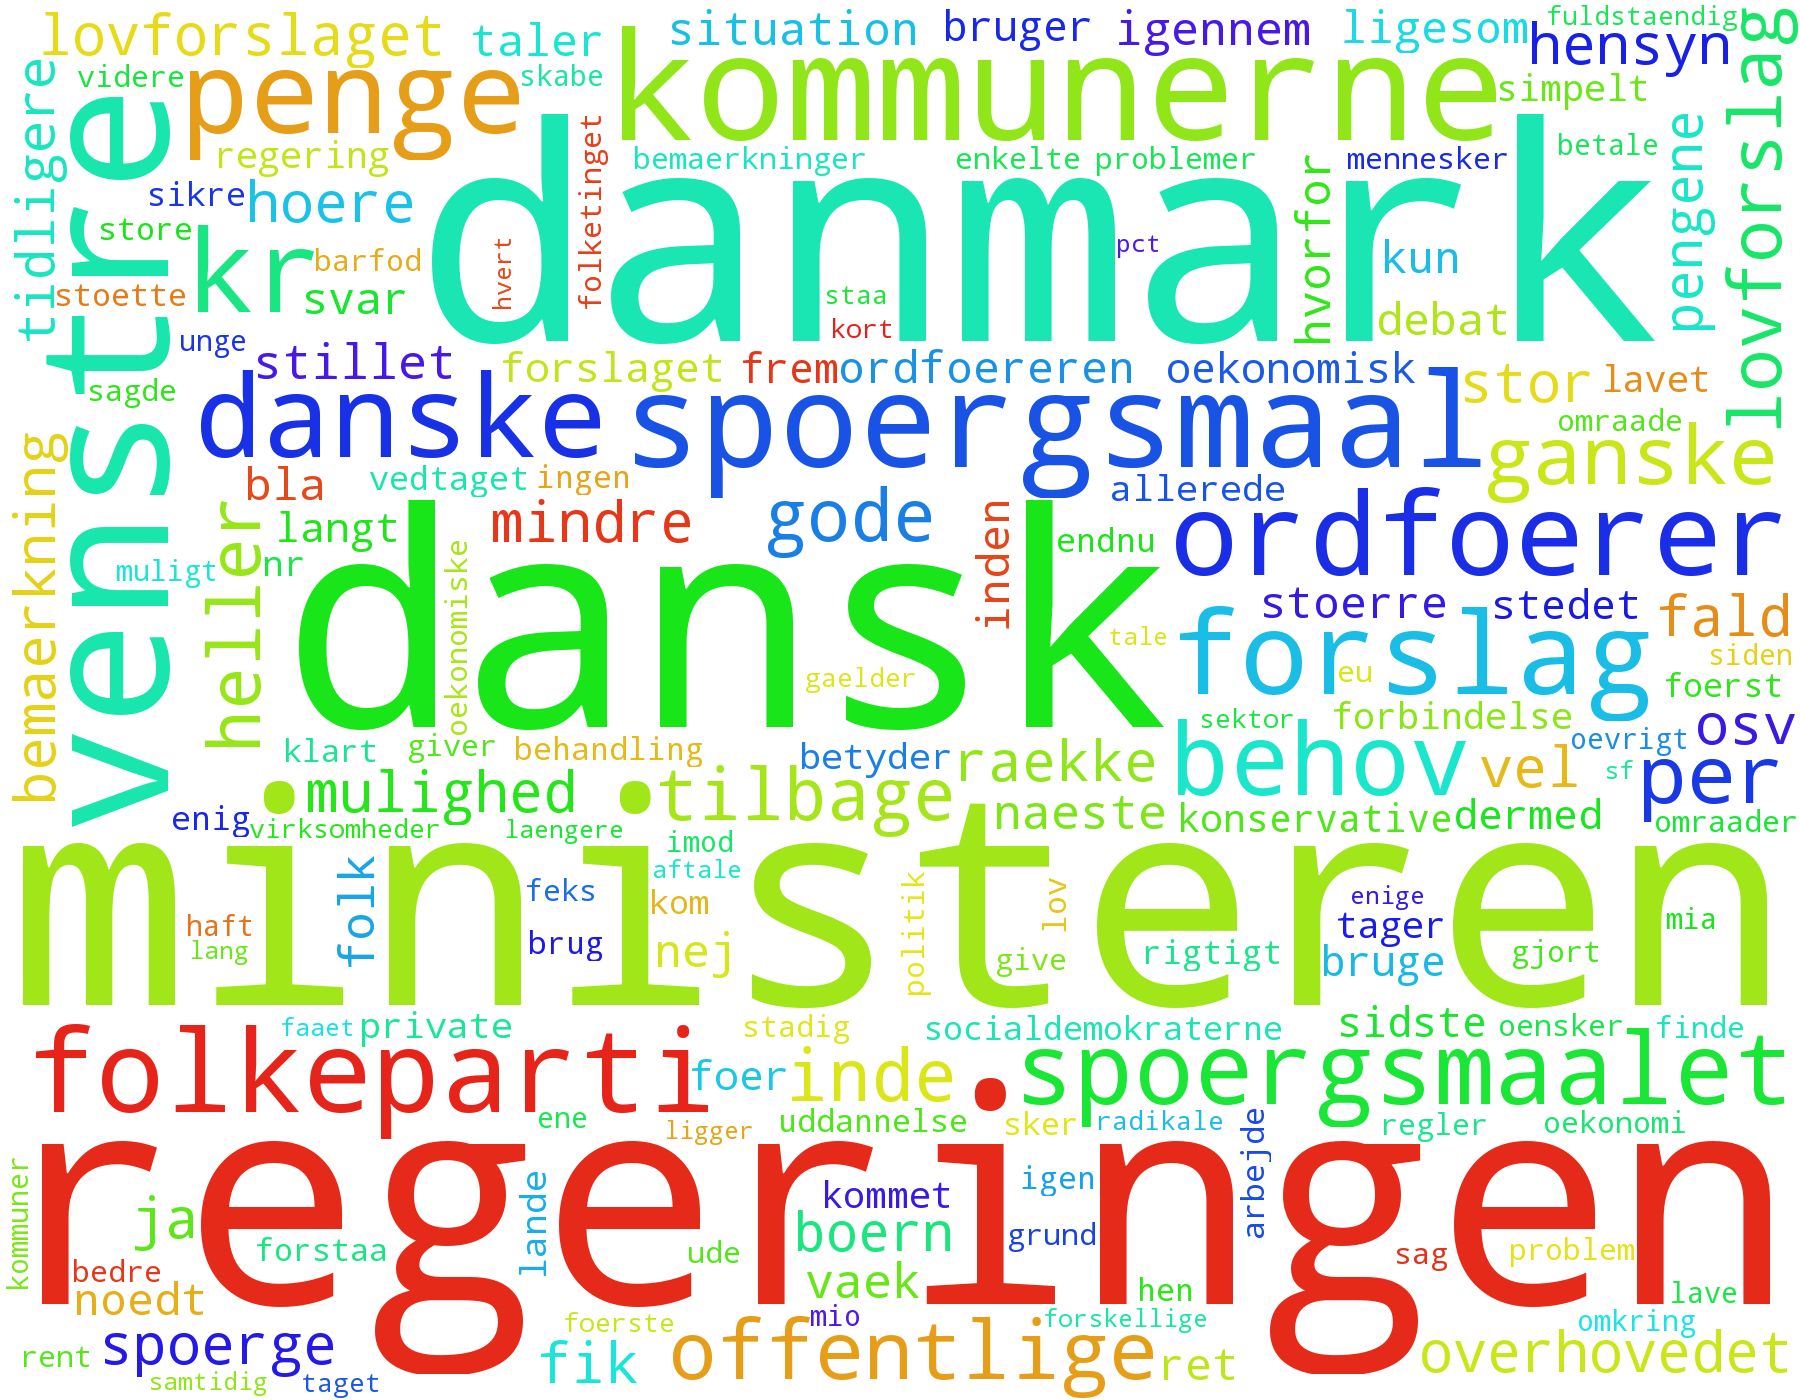 lovforslaget
taler
situation
bruger
igennem
ligesom
fuldstaendig
hensyn
lovforslag
tidligere
videre
penge
skabe
kommunerne
simpelt
venstre
regering
folketinget
bemaerkninger
enkelte
problemer
mennesker
betale
pengene
sikre
hoere
danmark
hvorfor
store
kr
barfod
hvert
pct
kun
stoette
svar
staa
kort
debat
unge
stillet
forslaget
frem
ordfoereren
oekonomisk
stor
lavet
sagde
danske
spoergsmaal
omraade
ganske
bemaerkning
bla
vedtaget
ingen
allerede
heller
langt
mindre
gode
inden
endnu
ordfoerer
muligt
nr
dansk
oekonomiske
stoerre
stedet
fald
tale
forslag
siden
gaelder
eu
foerst
klart
giver
behandling
betyder
raekke
sektor
forbindelse
osv
oevrigt
behov
vel
sf
per
mulighed
tilbage
naeste
konservative
dermed
omraader
enig
virksomheder
laengere
imod
ministeren
folk
aftale
feks
kom
politik
lov
enige
haft
tager
mia
lang
brug
nej
give
rigtigt
bruge
gjort
faaet
private
stadig
socialdemokraterne
sidste
oensker
finde
folkeparti
foer
inde
spoergsmaalet
ene
ligger
uddannelse
sker
radikale
arbejde
regler
oekonomi
regeringen
kommuner
ja
lande
kommet
igen
boern
grund
forstaa
ude
sag
problem
bedre
noedt
vaek
hen
lave
foerste
mio
forskellige
omkring
rent
spoerge
fik
offentlige
ret
overhovedet
samtidig
taget